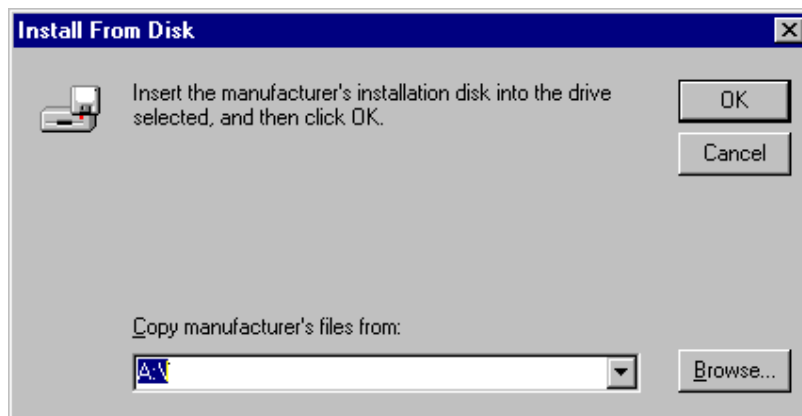 Install From Disk
Insert the manufacturer's installation disk into the drive
selected, and then click OK.
OK
Cancel
Copy manufacturer's files from:
A:\
Browse...